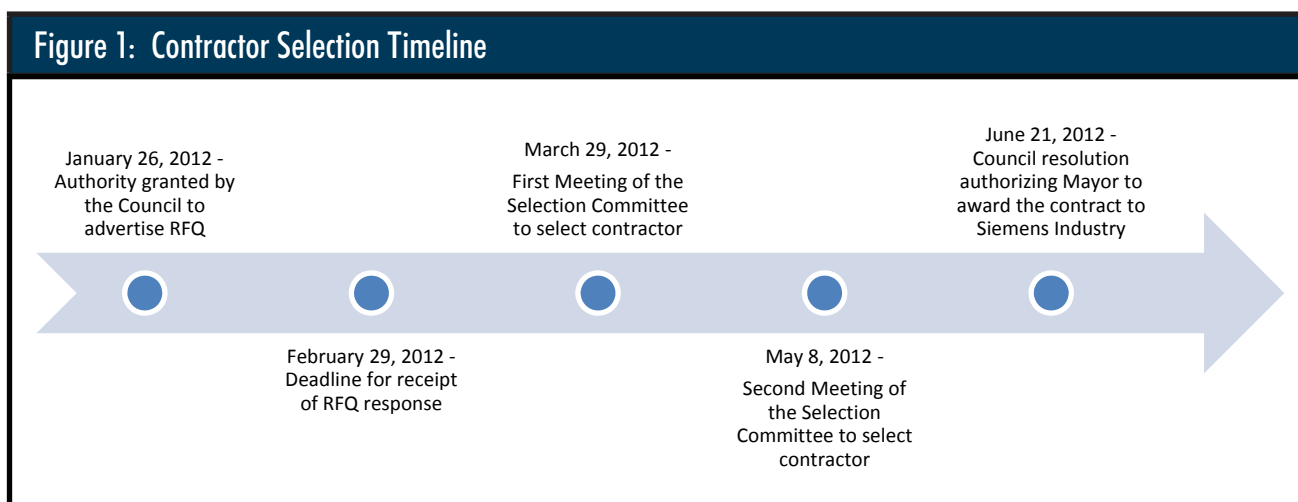 Figure 1: Contractor Selection Timeline
January 26, 2012 -
Authority granted by
the Council to
advertise RFQ
February 29, 2012 -
Deadline for receipt
of RFQ response
March 29, 2012 -
First Meeting of the
Selection Committee
to select contractor
May 8, 2012 -
Second Meeting of
the Selection
Committee to select
contractor
June 21, 2012 -
Council resolution
authorizing Mayor to
award the contract to
Siemens Industry